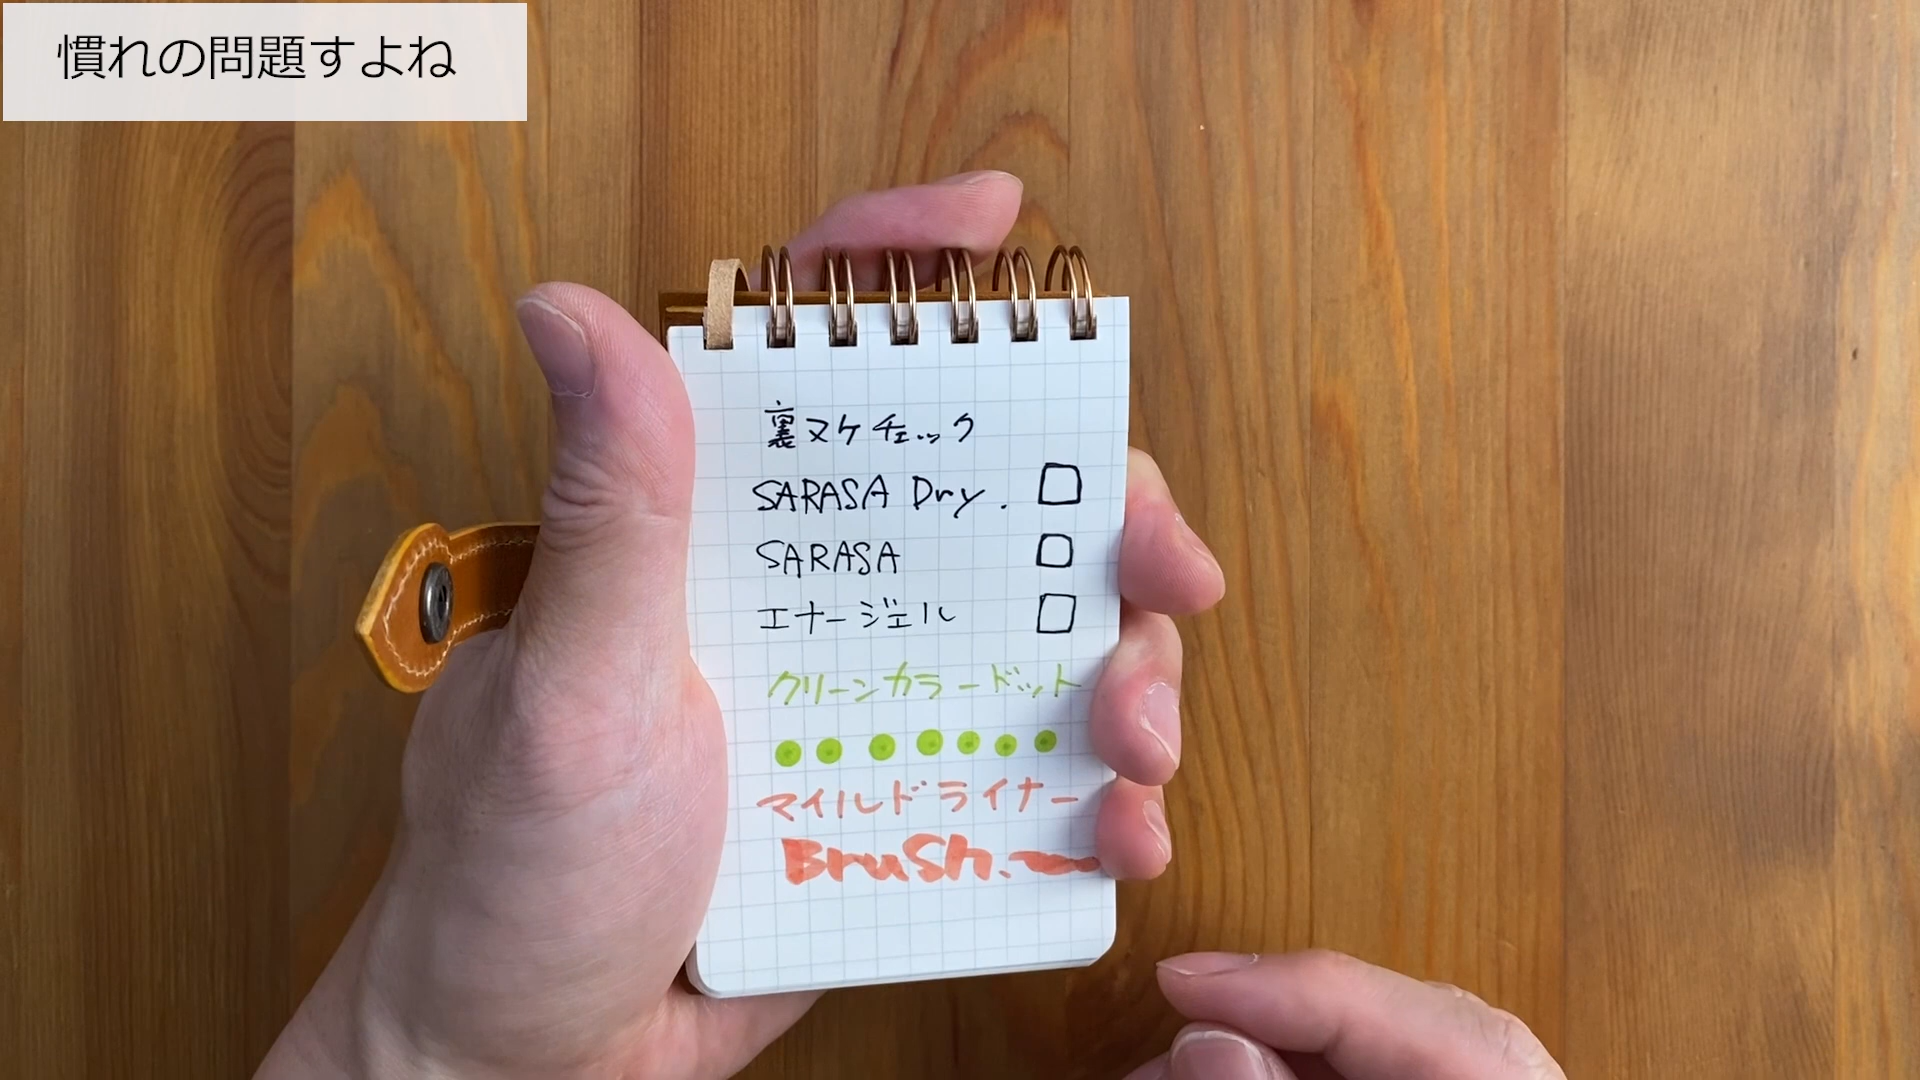 慣れの問題すよね
裏ヌケチェック
SARASA Dry.
SARASA
エナージェル
クリーンカラードット
マイルドライナー
Brush.